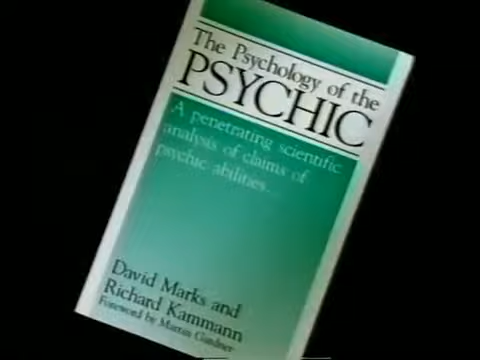 The Psychology of the
PSYCHIC
A penetrating scientific
analysis of claims of
psychic abilities...
David Marks and
Richard Kammann
Foreword by Martin Gardner